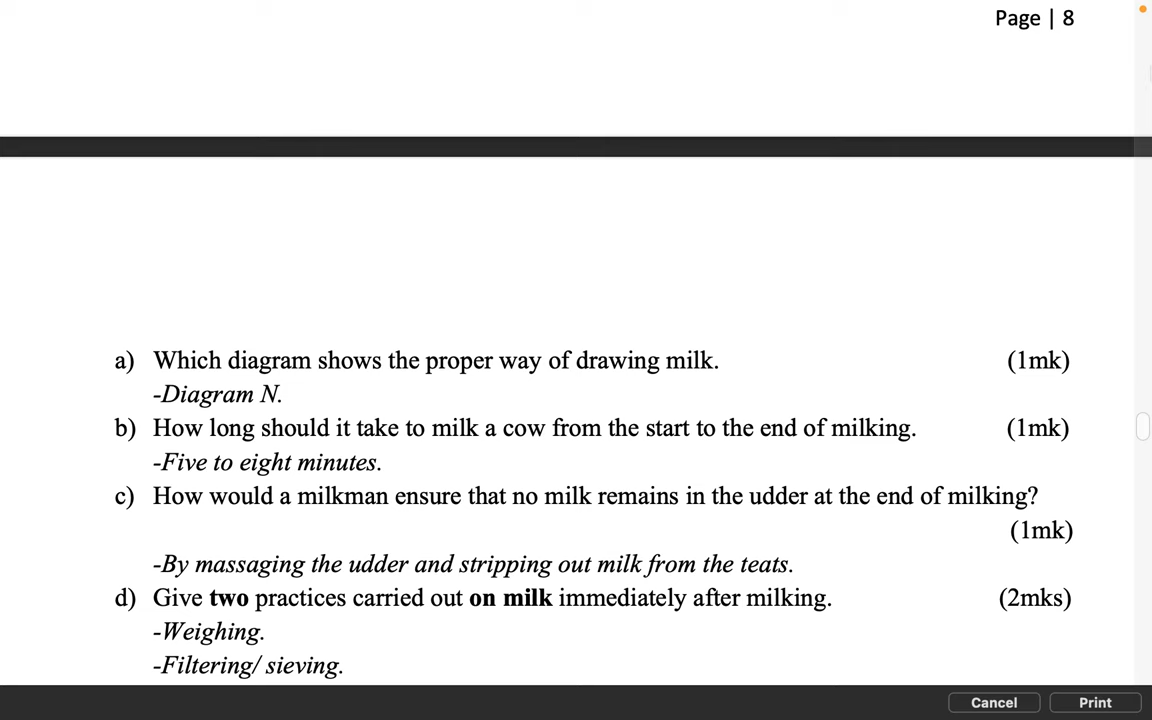 Page | 8
a) Which diagram shows the proper way of drawing milk. (1mk)
-Diagram N.
b) How long should it take to milk a cow from the start to the end of milking. (1mk)
-Five to eight minutes.
c) How would a milkman ensure that no milk remains in the udder at the end of milking?
(1mk)
-By massaging the udder and stripping out milk from the teats.
d) Give two practices carried out on milk immediately after milking. (2mks)
-Weighing.
-Filtering/ sieving.
Cancel Print